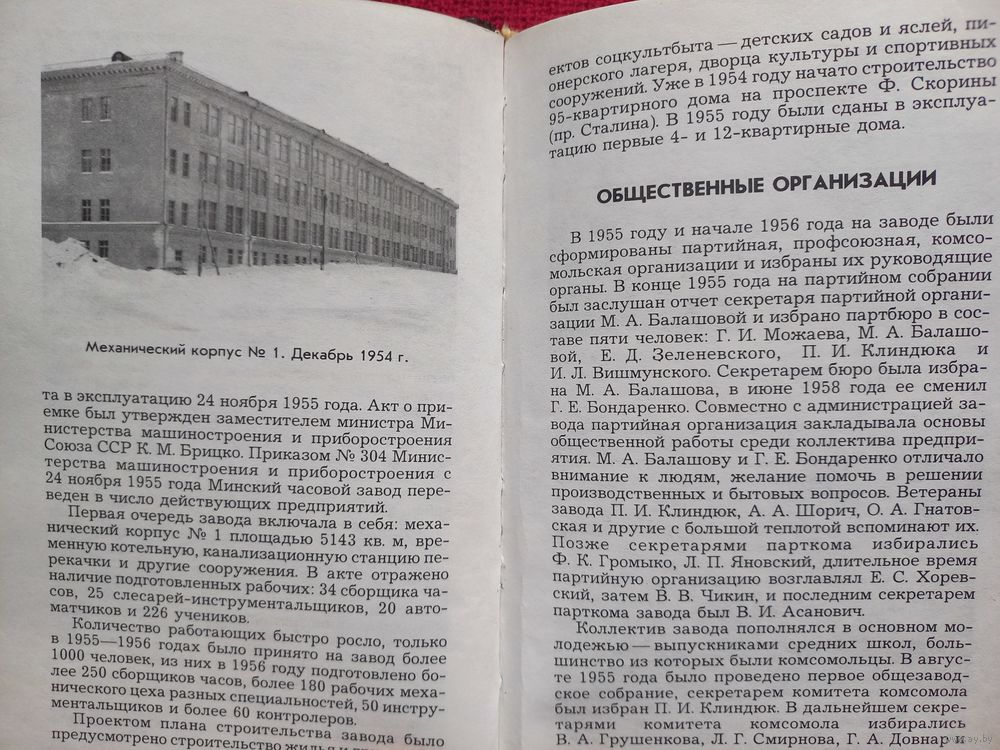 Механический корпус № 1. Декабрь 1954 г.
та в эксплуатацию 24 ноября 1955 года. Акт о при-
емке был утвержден заместителем министра Ми-
нистерства машиностроения и приборостроения
Союза ССР К. М. Брицко. Приказом № 304 Минис-
терства машиностроения и приборостроения с
24 ноября 1955 года Минский часовой завод пере-
веден в число действующих предприятий.
Первая очередь завода включала в себя: меха-
нический корпус № 1 площадью 5143 кв. м, вре-
менную котельную, канализационную станцию пе-
рекачки и другие сооружения. В акте отражено
наличие подготовленных рабочих: 34 сборщика ча-
сов, 25 слесарей-инструментальщиков, 20 авто-
матчиков и 226 учеников.
Количество работающих быстро росло, только
в 1955—1956 годах было принято на завод более
1000 человек, из них в 1956 году подготовлено бо-
лее 250 сборщиков часов, более 180 рабочих меха-
нического цеха разных специальностей, 50 инстру-
ментальщиков и более 60 контролеров.
Проектом плана строительства завода было
предусмотрено строительство жилья и
ектов соцкультбыта — детских садов и яслей, пи-
онерского лагеря, дворца культуры и спортивных
сооружений. Уже в 1954 году начато строительство
95-квартирного дома на проспекте Ф. Скорины
(пр. Сталина). В 1955 году были сданы в эксплуа-
тацию первые 4- и 12-квартирные дома.
ОБЩЕСТВЕННЫЕ ОРГАНИЗАЦИИ
В 1955 году и начале 1956 года на заводе были
сформированы партийная, профсоюзная, комсо-
мольская организации и избраны их руководящие
органы. В конце 1955 года на партийном собрании
был заслушан отчет секретаря партийной органи-
зации М. А. Балашовой и избрано партбюро в сос-
таве пяти человек: Г. И. Можаева, М. А. Балашо-
вой, Е. Д. Зеленевского, П. И. Клиндюка и
И. Л. Вишмунского. Секретарем бюро была избра-
на М. А. Балашова, в июне 1958 года ее сменил
Г. Е. Бондаренко. Совместно с администрацией за-
вода партийная организация закладывала основы
общественной работы среди коллектива предпри-
ятия. М. А. Балашову и Г. Е. Бондаренко отличало
внимание к людям, желание помочь в решении
производственных и бытовых вопросов. Ветераны
завода П. И. Клиндюк, А. А. Шорич, О. А. Гнатов-
ская и другие с большой теплотой вспоминают их.
Позже секретарями парткома избирались
Ф. К. Громыко, Л. П. Яновский, длительное время
партийную организацию возглавлял Е. С. Хорев-
ский, затем В. В. Чикин, и последним секретарем
парткома завода был В. И. Асанович.
Коллектив завода пополнялся в основном мо-
лодежью — выпускниками средних школ, боль-
шинство из которых были комсомольцы. В авгус-
те 1955 года было проведено первое общезавод-
ское собрание, секретарем комитета комсомола
был избран П. И. Клиндюк. В дальнейшем секре-
тарями комитета комсомола избирались
В. А. Грушенкова, Л. Г. Смирнова, Г. А. Довнар и